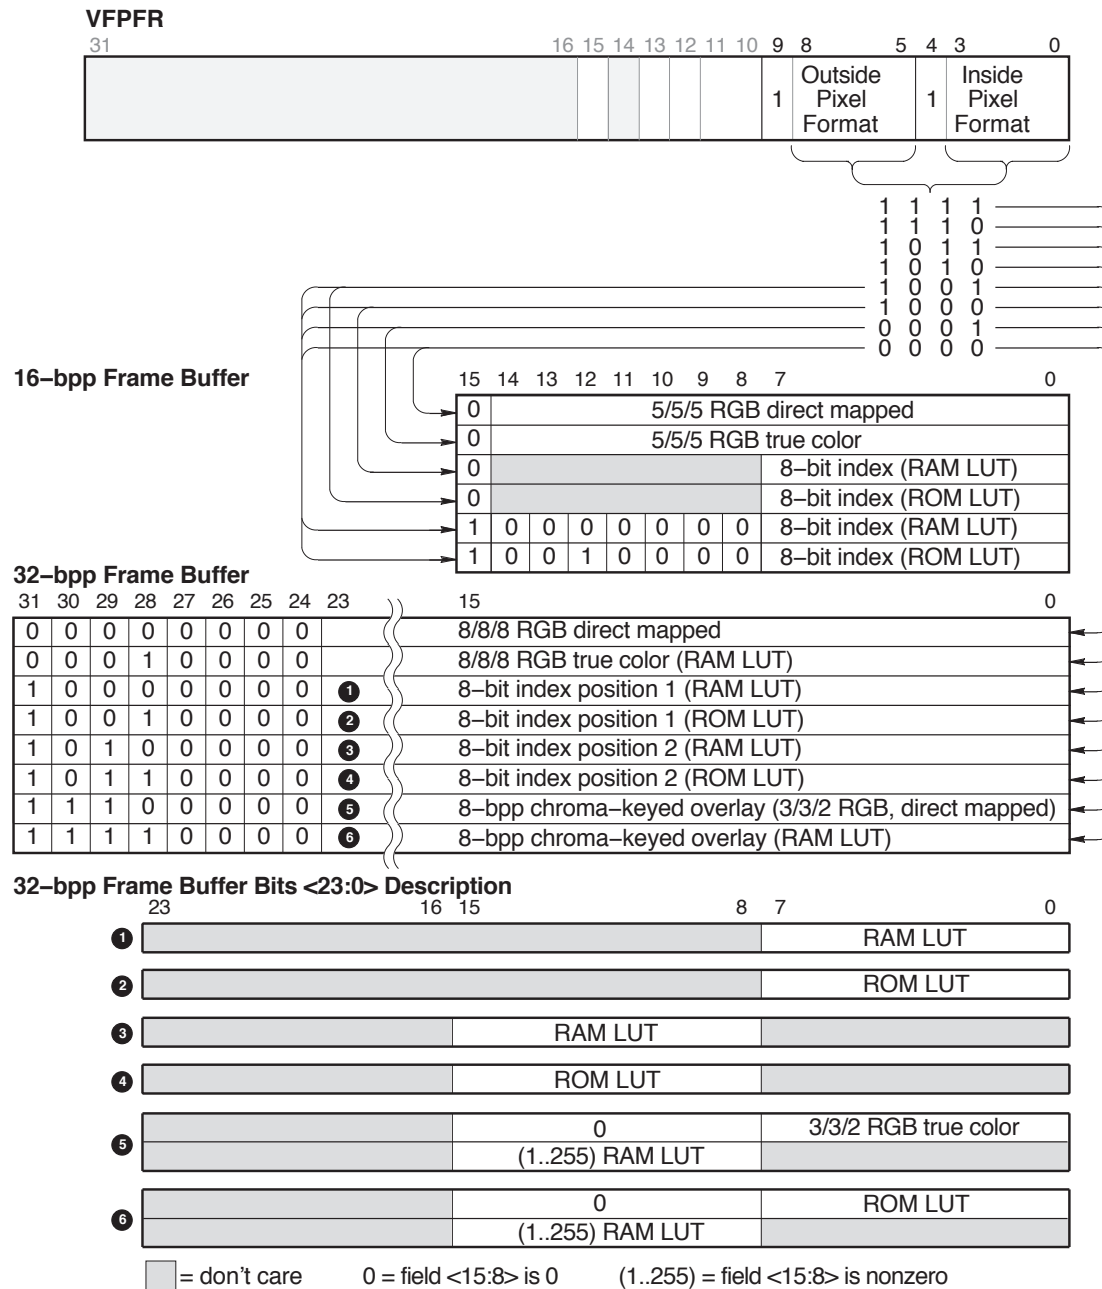 VFPFR
31 16 15 14 13 12 11 10 9 8 5 4 3 0
1 Outside Pixel Format 1 Inside Pixel Format
1 1 1 1
1 1 1 0
1 0 1 1
1 0 1 0
1 0 0 1
1 0 0 0
0 0 0 1
0 0 0 0
16–bpp Frame Buffer
15 14 13 12 11 10 9 8 7 0
0 5/5/5 RGB direct mapped
0 5/5/5 RGB true color
0 8–bit index (RAM LUT)
0 8–bit index (ROM LUT)
1 0 0 0 0 0 0 0 8–bit index (RAM LUT)
1 0 0 1 0 0 0 0 8–bit index (ROM LUT)
32–bpp Frame Buffer
31 30 29 28 27 26 25 24 23 15 0
0 0 0 0 0 0 0 0 8/8/8 RGB direct mapped
0 0 0 1 0 0 0 0 8/8/8 RGB true color (RAM LUT)
1 0 0 0 0 0 0 0 1 8–bit index position 1 (RAM LUT)
1 0 0 1 0 0 0 0 2 8–bit index position 1 (ROM LUT)
1 0 1 0 0 0 0 0 3 8–bit index position 2 (RAM LUT)
1 0 1 1 0 0 0 0 4 8–bit index position 2 (ROM LUT)
1 1 1 0 0 0 0 0 5 8–bpp chroma–keyed overlay (3/3/2 RGB, direct mapped)
1 1 1 1 0 0 0 0 6 8–bpp chroma–keyed overlay (RAM LUT)
32–bpp Frame Buffer Bits <23:0> Description
23 16 15 8 7 0
1 RAM LUT
2 ROM LUT
3 RAM LUT
4 ROM LUT
5 0 3/3/2 RGB true color
(1..255) RAM LUT
6 0 ROM LUT
(1..255) RAM LUT
= don't care 0 = field <15:8> is 0 (1..255) = field <15:8> is nonzero